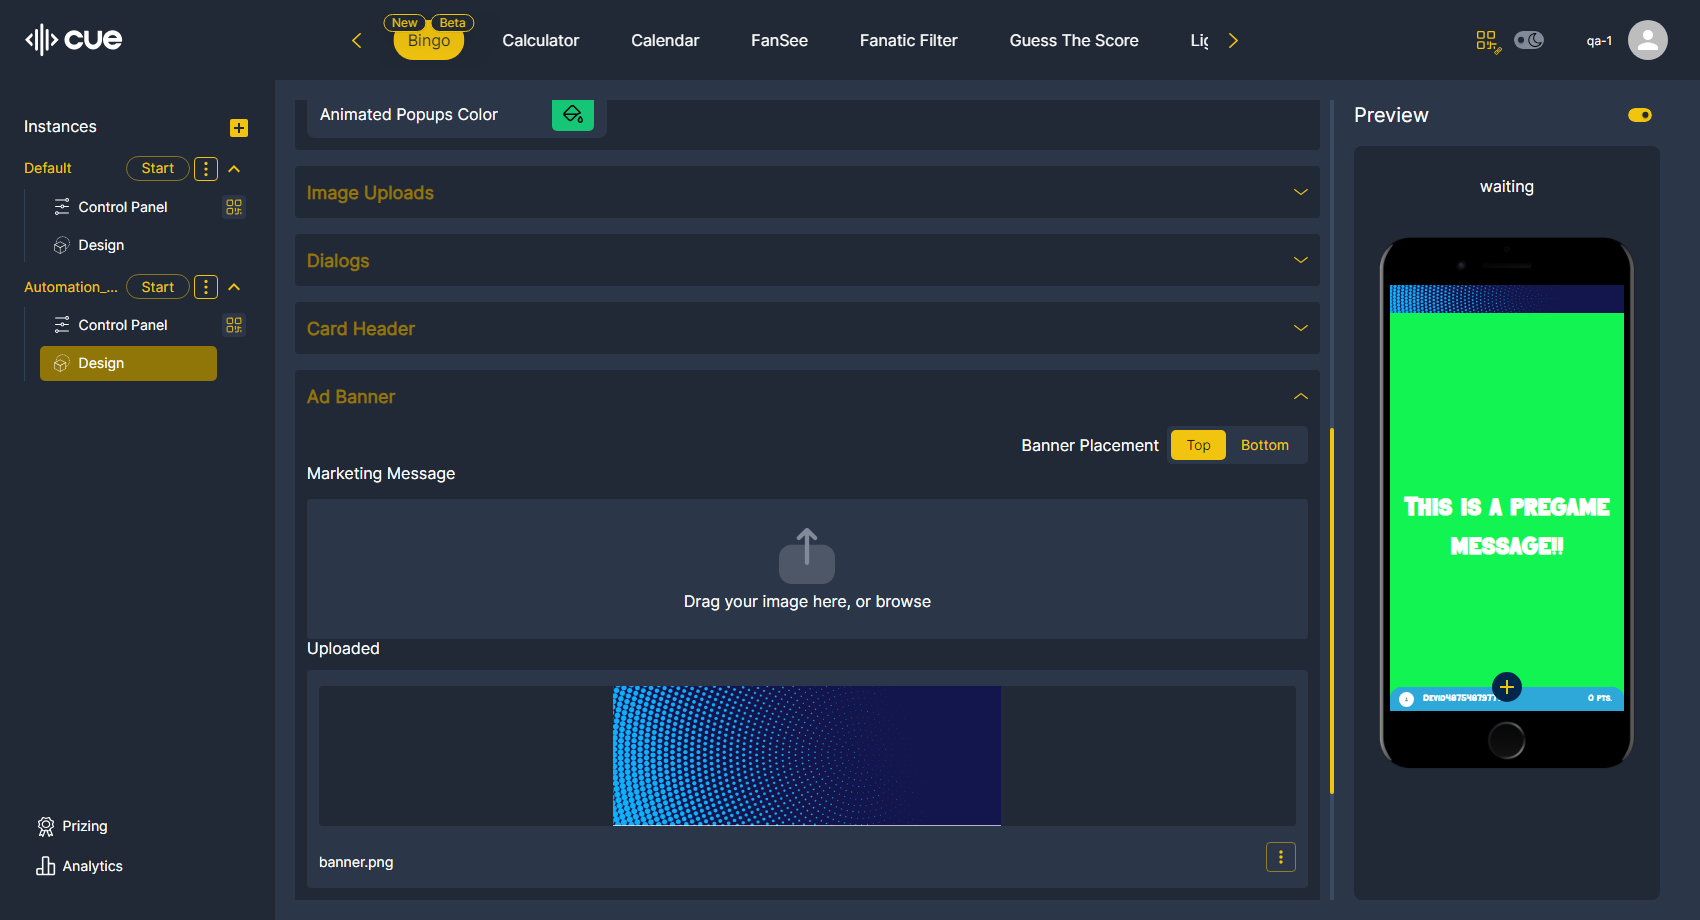 cue
New
Beta
Bingo
Calculator
Calendar
FanSee
Fanatic Filter
Guess The Score
qa-1
Instances
Default
Start
Control Panel
Design
Automation_...
Start
Control Panel
Design
Prizing
Analytics
Animated Popups Color
Image Uploads
Dialogs
Card Header
Ad Banner
Banner Placement
Top
Bottom
Marketing Message
Drag your image here, or browse
Uploaded
banner.png
Preview
waiting
This is a pregame
message!!
0 pts.